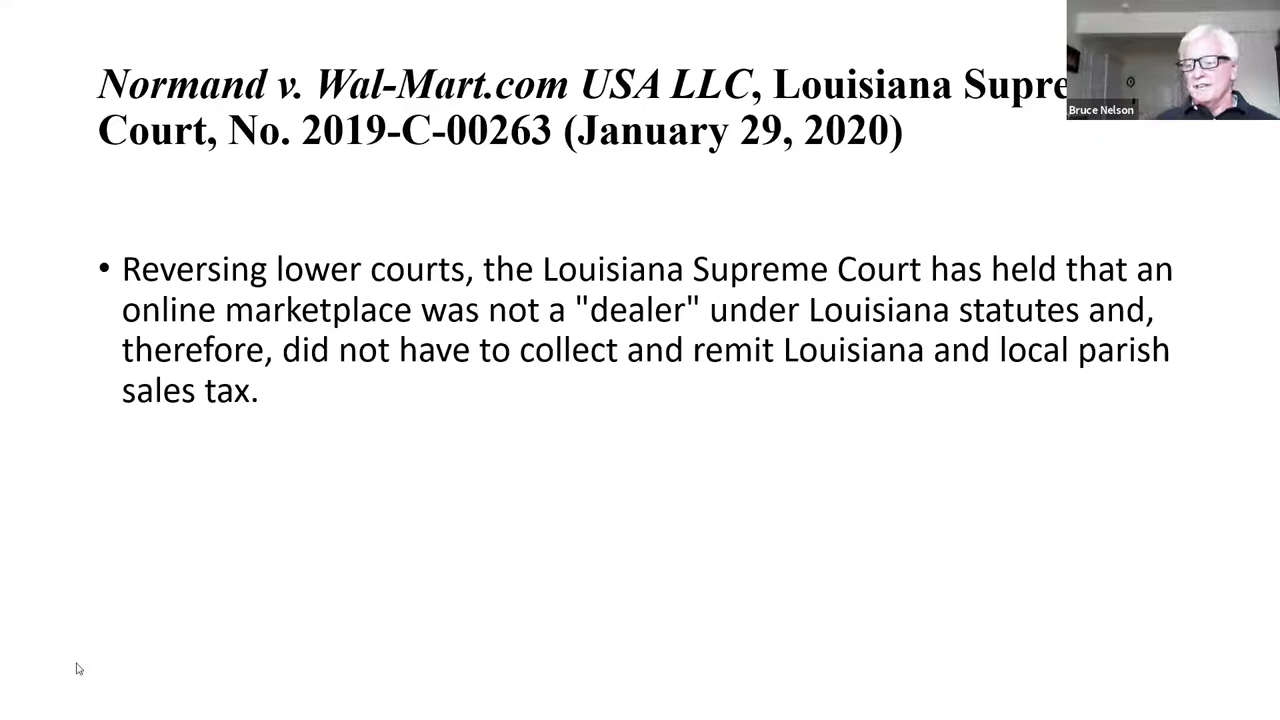 Normand v. Wal-Mart.com USA LLC, Louisiana Supre
Court, No. 2019-C-00263 (January 29, 2020)
Bruce Nelson
• Reversing lower courts, the Louisiana Supreme Court has held that an
online marketplace was not a "dealer" under Louisiana statutes and,
therefore, did not have to collect and remit Louisiana and local parish
sales tax.